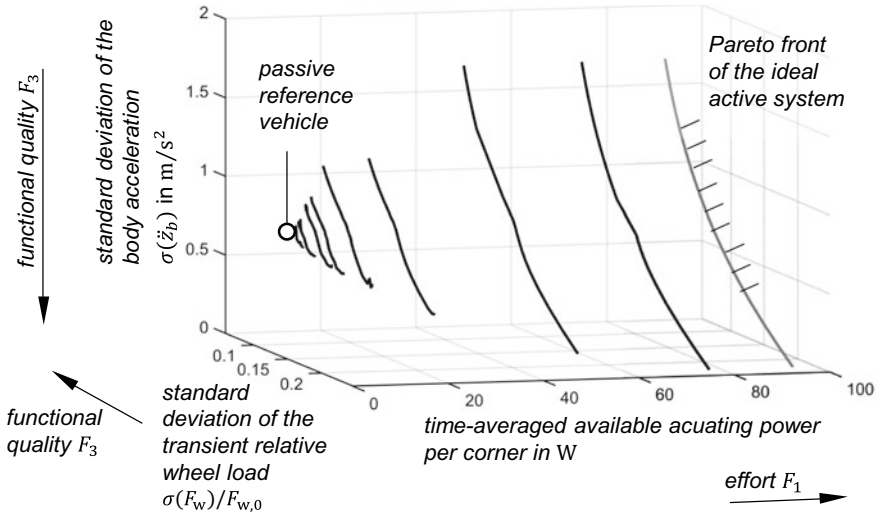 functional quality F₃
standard deviation of the
body acceleration
σ(z̈_b) in m/s²
2
1.5
1
0.5
0
passive
reference
vehicle
Pareto front
of the ideal
active system
0.1
0.15
0.2
0
20
40
60
80
100
functional
quality F₃
standard
deviation of the
transient relative
wheel load
σ(F_w)/F_w,0
time-averaged available acuating power
per corner in W
effort F₁